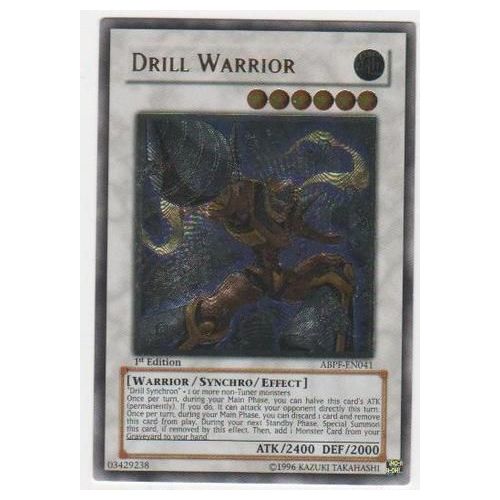 DRILL WARRIOR
1st Edition
ABPF-EN041
[WARRIOR/SYNCHRO/EFFECT]
"Drill Synchron" + 1 or more non-Tuner monsters
Once per turn, during your Main Phase, you can halve this card's ATK
(permanently). If you do, it can attack your opponent directly this turn.
Once per turn, during your Main Phase, you can discard 1 card and remove
this card from play. During your next Standby Phase, Special Summon
this card if removed by this effect. Then, add 1 Monster Card from your
Graveyard to your hand.
ATK/2400 DEF/2000
03429238
©1996 KAZUKI TAKAHASHI